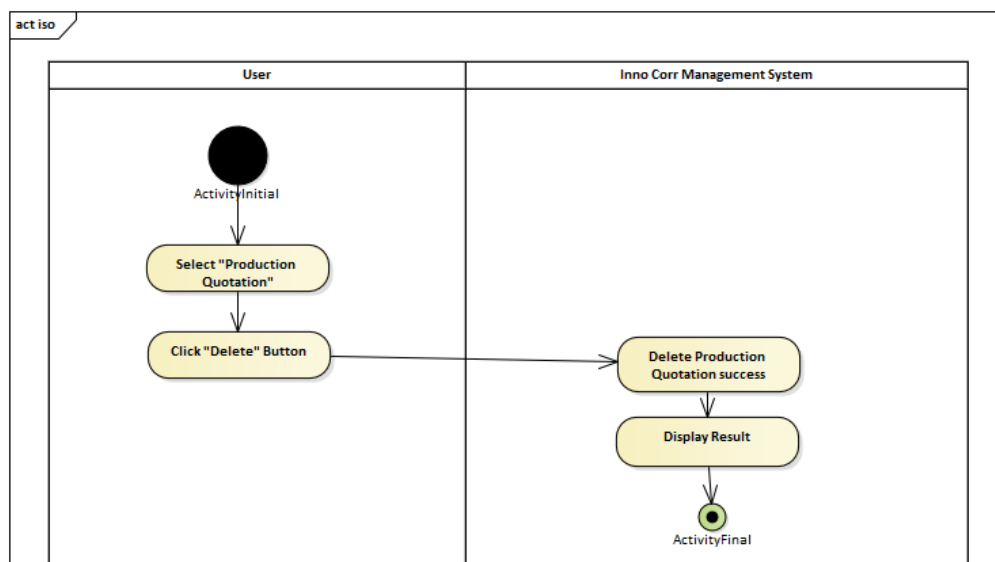 act iso
User
Inno Corr Management System
ActivityInitial
Select "Production
Quotation"
Click "Delete" Button
Delete Production
Quotation success
Display Result
ActivityFinal